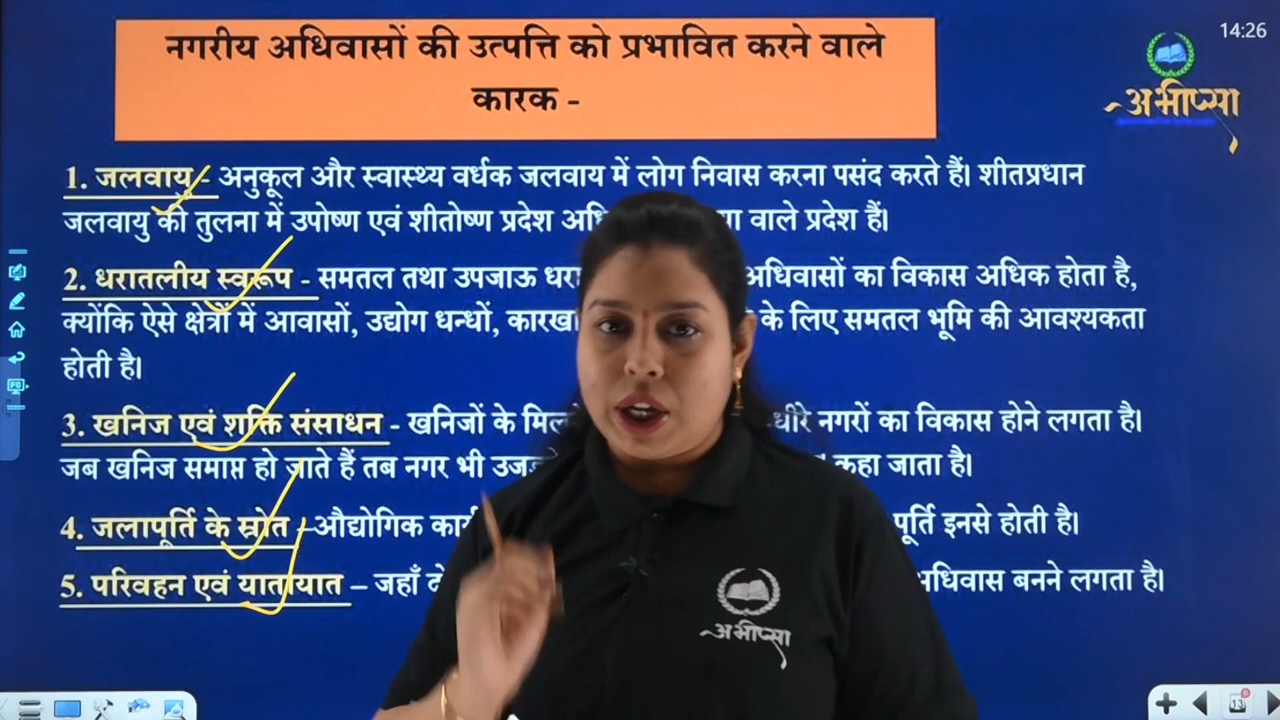 14:26
नगरीय अधिवासों की उत्पत्ति को प्रभावित करने वाले
कारक -
अभीप्सा
1. जलवायु - अनुकूल और स्वास्थ्य वर्धक जलवाय में लोग निवास करना पसंद करते हैं। शीतप्रधान
जलवायु की तुलना में उपोष्ण एवं शीतोष्ण प्रदेश वाले प्रदेश हैं।
2. धरातलीय स्वरूप - समतल तथा उपजाऊ अधिवासों का विकास अधिक होता है,
क्योंकि ऐसे क्षेत्रों में आवासों, उद्योग धन्धों, के लिए समतल भूमि की आवश्यकता
होती है।
3. खनिज एवं शक्ति संसाधन - खनिजों के नगरों का विकास होने लगता है।
जब खनिज समाप्त हो जाते हैं तब नगर भी कहा जाता है।
4. जलापूर्ति के स्रोत - औद्योगिक इनसे होती है।
5. परिवहन एवं यातायात – जहाँ बनने लगता है।
अभीप्सा
13